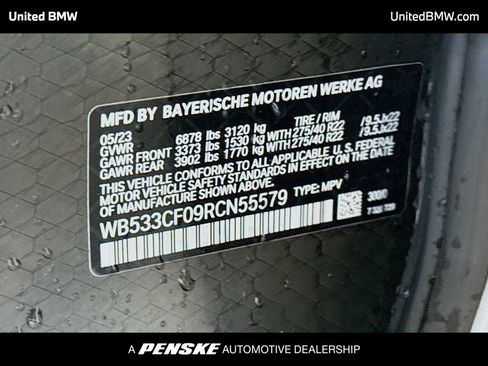 United BMW
UnitedBMW.com
MFD BY BAYERISCHE MOTOREN WERKE AG
05/23
GVWR 6878 lbs 3120 kg TIRE / RIM
GAWR FRONT 3373 lbs 1530 kg WITH 275/40 R22 /9.5Jx22
GAWR REAR 3902 lbs 1770 kg WITH 275/40 R22 /9.5Jx22
THIS VEHICLE CONFORMS TO ALL APPLICABLE FEDERAL
MOTOR VEHICLE SAFETY STANDARDS IN EFFECT ON THE
DATE OF MANUFACTURE SHOWN ABOVE.
WB533CF09RCN55579 TYPE: MPV
A PENSKE AUTOMOTIVE DEALERSHIP